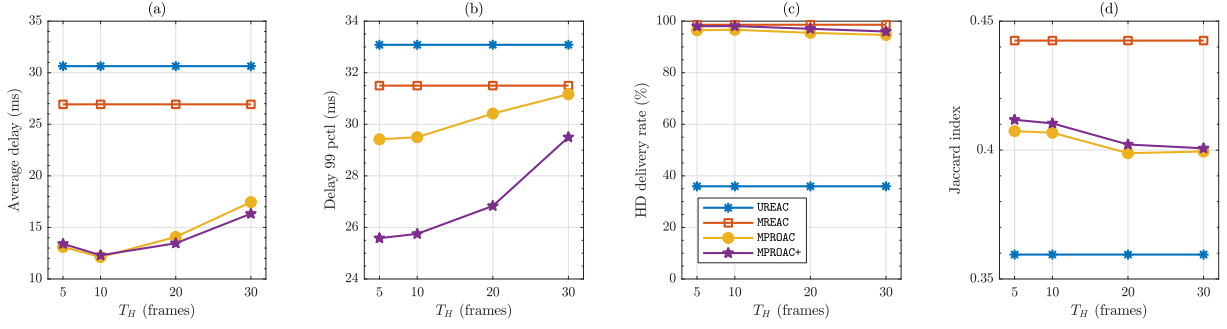 (a)
35
30
25
20
15
10
Average delay (ms)
5 10 20 30
T_H (frames)
(b)
34
32
30
28
26
24
Delay 99 pctl (ms)
5 10 20 30
T_H (frames)
(c)
100
80
60
40
20
0
HD delivery rate (%)
UREAC
MREAC
MPROAC
MPROAC+
5 10 20 30
T_H (frames)
(d)
0.45
0.4
0.35
Jaccard index
5 10 20 30
T_H (frames)